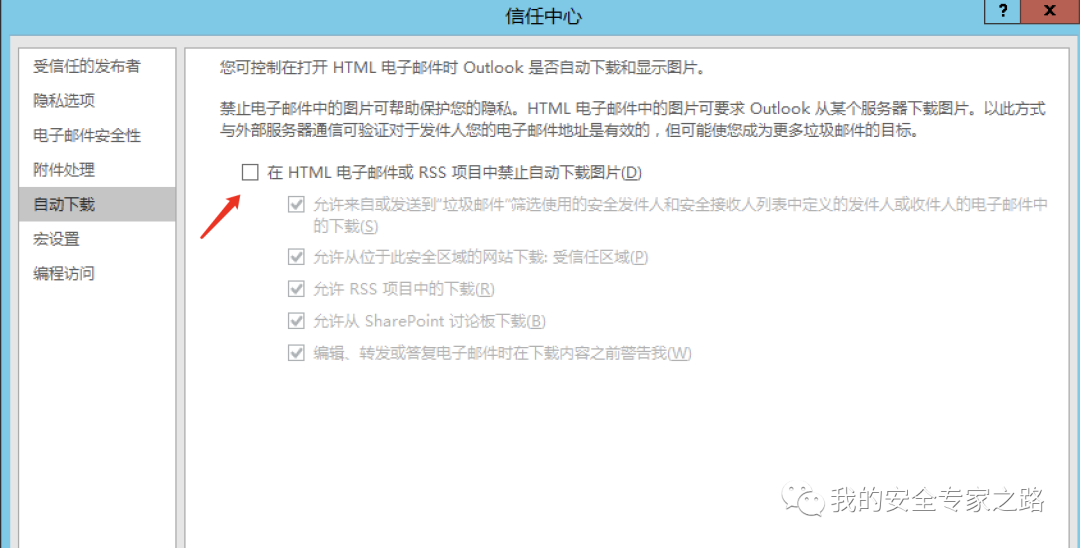 信任中心
? X
受信任的发布者
隐私选项
电子邮件安全性
附件处理
自动下载
宏设置
编程访问
您可控制在打开 HTML 电子邮件时 Outlook 是否自动下载和显示图片。
禁止电子邮件中的图片可帮助保护您的隐私。HTML 电子邮件中的图片可要求 Outlook 从某个服务器下载图片。以此方式
与外部服务器通信可验证对于发件人您的电子邮件地址是有效的，但可能使您成为更多垃圾邮件的目标。
在 HTML 电子邮件或 RSS 项目中禁止自动下载图片(D)
允许来自或发送到“垃圾邮件”筛选使用的安全发件人和安全接收人列表中定义的发件人或收件人的电子邮件中
的下载(S)
允许从位于此安全区域的网站下载: 受信任区域(P)
允许 RSS 项目中的下载(R)
允许从 SharePoint 讨论板下载(B)
编辑、转发或答复电子邮件时在下载内容之前警告我(W)
我的安全专家之路